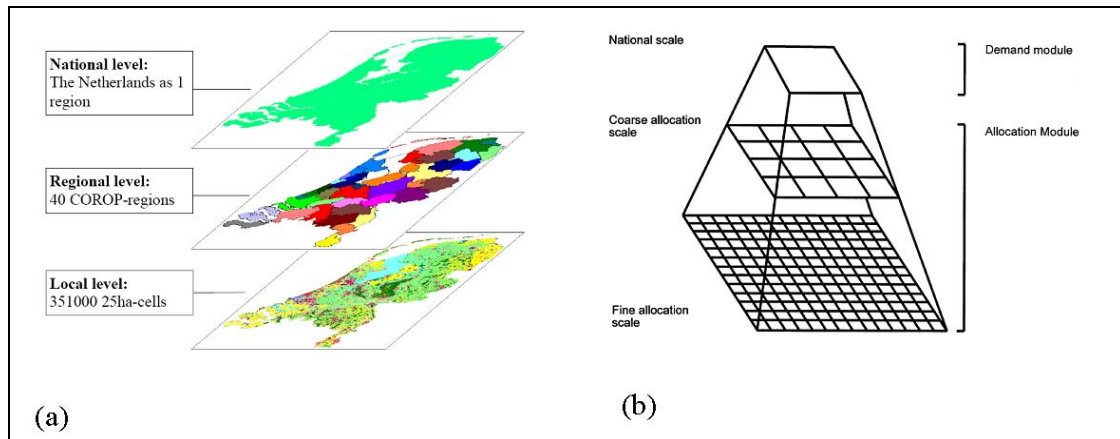 National level:
The Netherlands as 1
region
Regional level:
40 COROP-regions
Local level:
351000 25ha-cells
(a)
National scale
Demand module
Coarse allocation
scale
Allocation Module
Fine allocation
scale
(b)